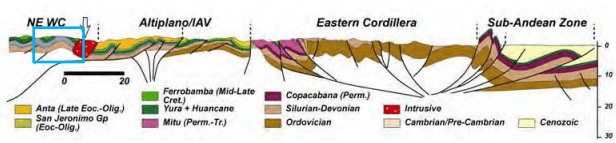 NE WC Altiplano/IAV Eastern Cordillera Sub-Andean Zone
0
10
20
30
0 20
Anta (Late Eoc.-Olig.)
San Jeronimo Gp
(Eoc-Olig.)
Ferrobamba (Mid-Late
Cret.)
Yura + Huancane
Mitu (Perm.-Tr.)
Copacabana (Perm.)
Silurian-Devonian
Ordovician
Intrusive
Cambrian/Pre-Cambrian
Cenozoic